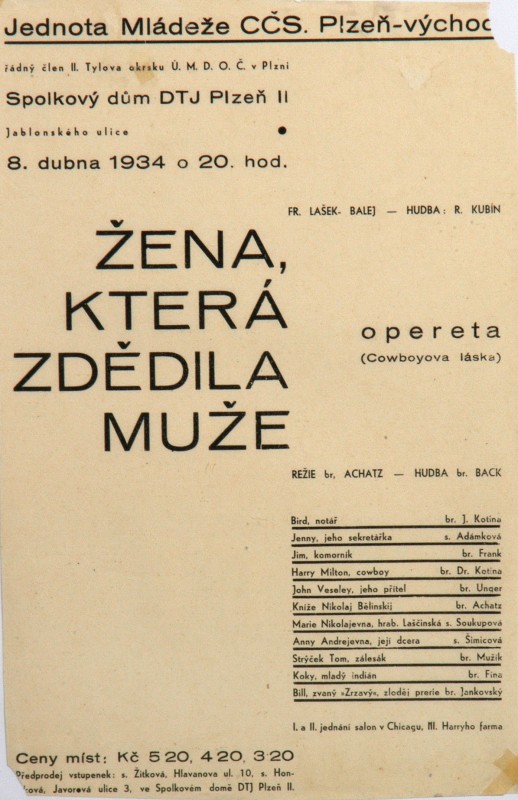 Jednota Mládeže CČS. Plzeň-východ
řádný člen II. Tylova okrsku Ú. M. D. O. Č. v Plzni
Spolkový dům DTJ Plzeň II
Jablonského ulice
8. dubna 1934 o 20. hod.
FR. LAŠEK- BALEJ — HUDBA: R. KUBÍN
ŽENA,
KTERÁ
ZDĚDILA
MUŽE
opereta
(Cowboyova láska)
REŽIE br, ACHATZ — HUDBA br. BACK
Bird, notář br. J. Kotina
Jenny, jeho sekretářka s. Adámková
Jim, komorník br. Frank
Harry Milton, cowboy br. Dr. Kotina
John Veseley, jeho přítel br. Unger
Kníže Nikolaj Bělinskij br. Achatz
Marie Nikolajevna, hrab. Laščinská s. Soukupová
Anny Andrejevna, její dcera s. Šimicová
Strýček Tom, zálesák br. Mužík
Koky, mladý indián br. Fina
Bill, zvaný »Zrzavý«, zloděj prerie br. Jankovský
I. a II. jednání salon v Chicagu, III. Harryho farma
Ceny míst: Kč 5·20, 4·20, 3·20
Předprodej vstupenek: s. Žitková, Hlavanova ul. 10, s. Hon-
ková, Javorová ulice 3, ve Spolkovém domě DTJ Plzeň II.